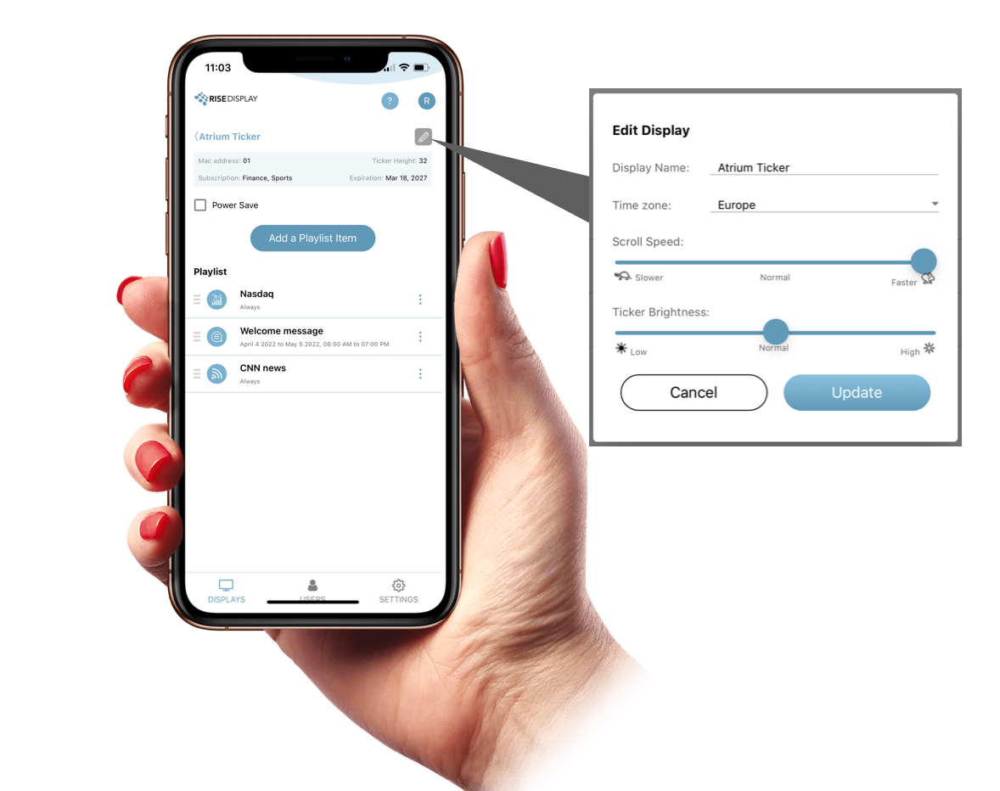 11:03
RISEDISPLAY
?
R
Atrium Ticker
Mac address: 01
Ticker Height: 32
Subscription: Finance, Sports
Expiration: Mar 18, 2027
Power Save
Add a Playlist Item
Playlist
Nasdaq
Always
Welcome message
April 4 2022 to May 5 2022, 08:00 AM to 07:00 PM
CNN news
Always
DISPLAYS
USERS
SETTINGS
Edit Display
Display Name: Atrium Ticker
Time zone: Europe
Scroll Speed:
Slower
Normal
Faster
Ticker Brightness:
Low
Normal
High
Cancel
Update